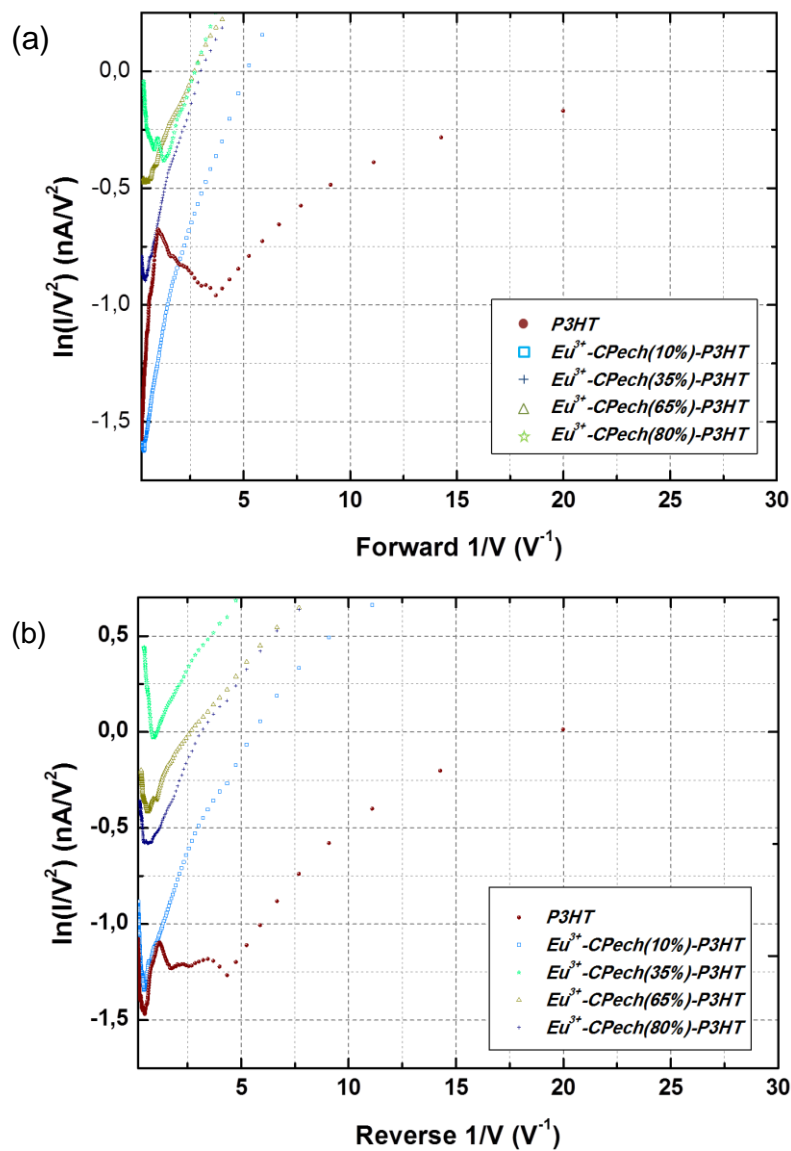 (a)
0,0
-0,5
-1,0
-1,5
ln(I/V²) (nA/V²)
P3HT
Eu³⁺-CPech(10%)-P3HT
Eu³⁺-CPech(35%)-P3HT
Eu³⁺-CPech(65%)-P3HT
Eu³⁺-CPech(80%)-P3HT
5 10 15 20 25 30
Forward 1/V (V⁻¹)
(b)
0,5
0,0
-0,5
-1,0
-1,5
ln(I/V²) (nA/V²)
P3HT
Eu³⁺-CPech(10%)-P3HT
Eu³⁺-CPech(35%)-P3HT
Eu³⁺-CPech(65%)-P3HT
Eu³⁺-CPech(80%)-P3HT
5 10 15 20 25 30
Reverse 1/V (V⁻¹)